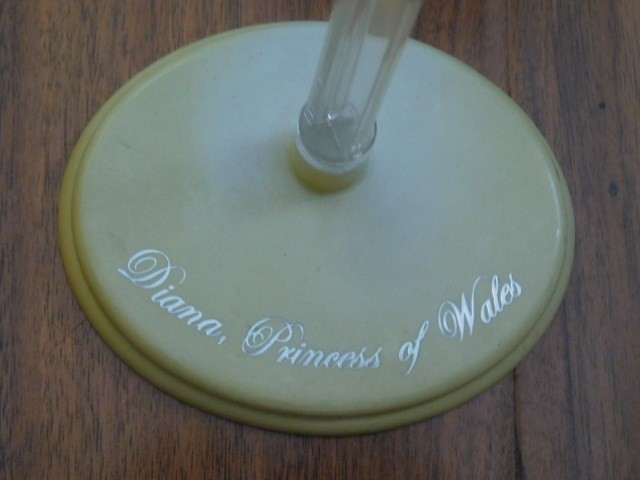 Diana, Princess of Wales